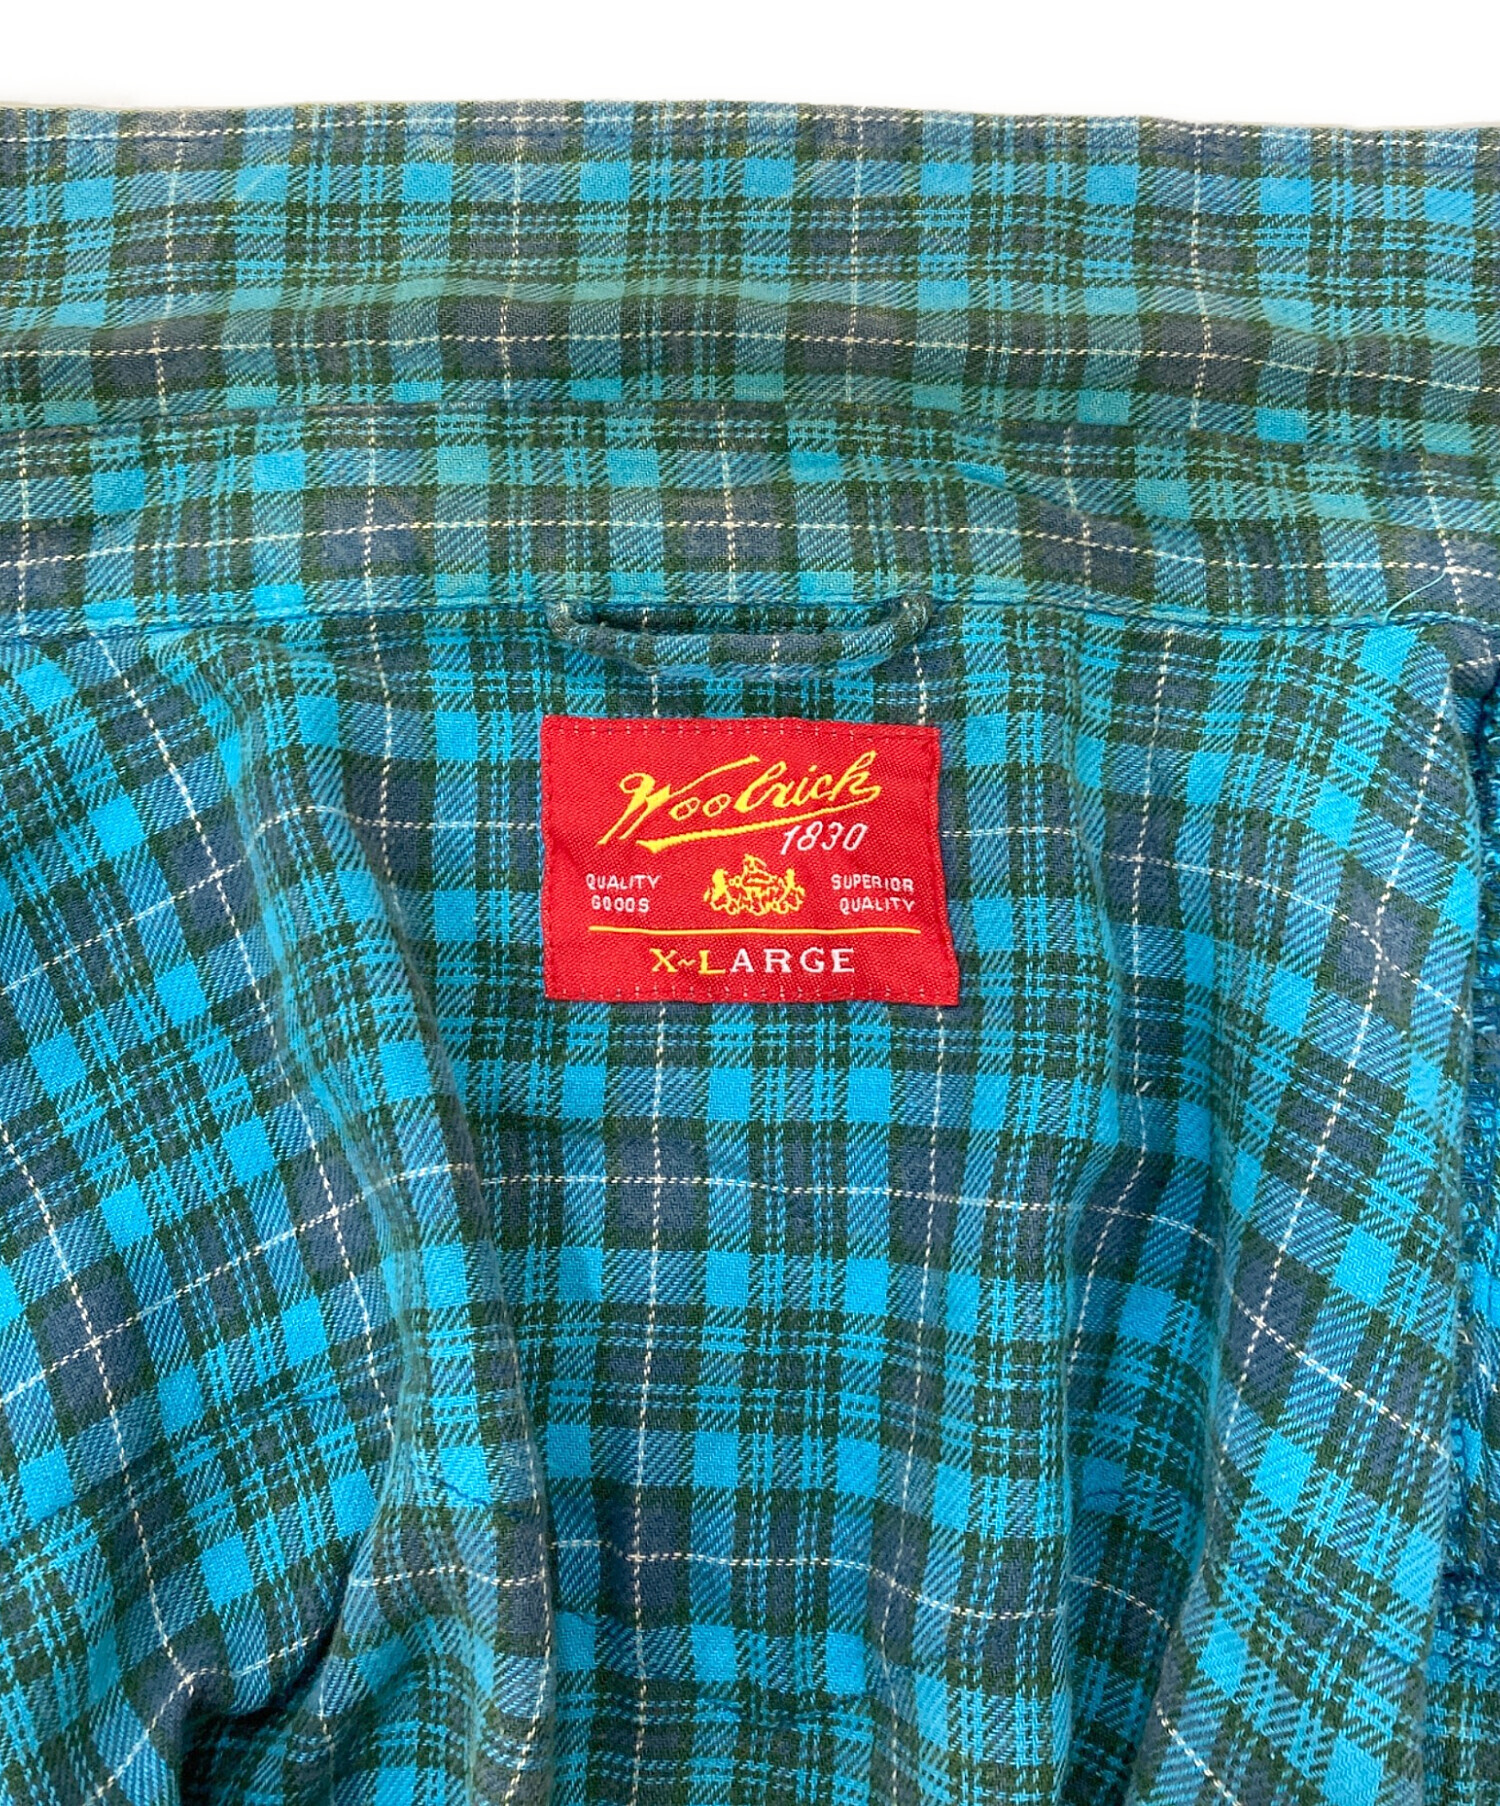 Woolrich
1830
QUALITY GOODS
SUPERIOR QUALITY
X~LARGE